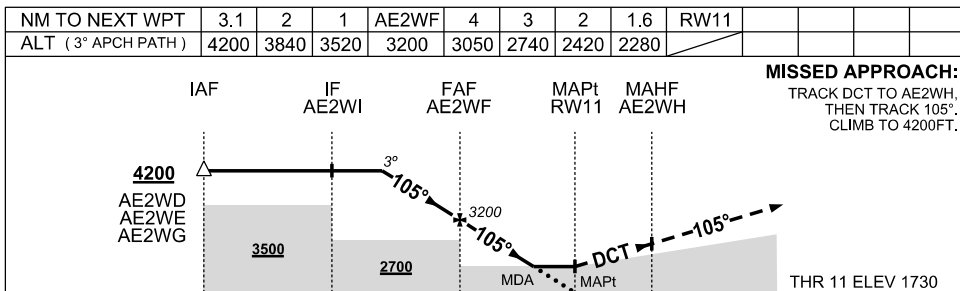 NM TO NEXT WPT 3.1 2 1 AE2WF 4 3 2 1.6 RW11
ALT ( 3° APCH PATH ) 4200 3840 3520 3200 3050 2740 2420 2280
MISSED APPROACH:
TRACK DCT TO AE2WH,
THEN TRACK 105°.
CLIMB TO 4200FT.
IAF IF FAF MAPt MAHF
AE2WI AE2WF RW11 AE2WH
4200
AE2WD
AE2WE
AE2WG
3°
105°
3200
105°
DCT
105°
3500
2700
MDA
MAPt
THR 11 ELEV 1730